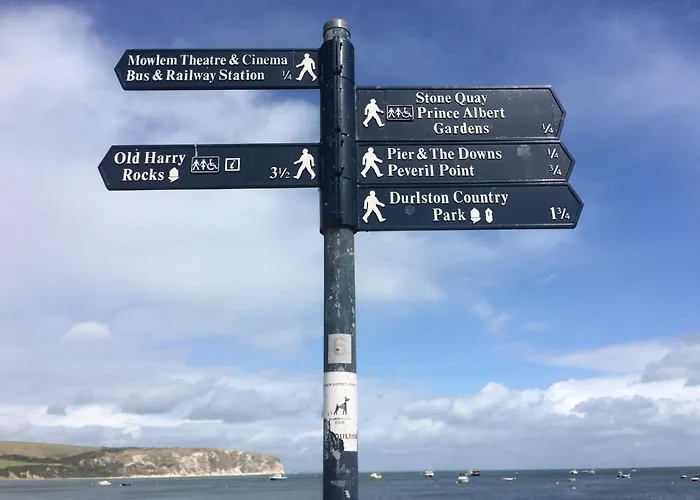 Mowlem Theatre & Cinema
Bus & Railway Station ¼
Stone Quay
Prince Albert
Gardens ¼
Old Harry
Rocks 3½
Pier & The Downs ¼
Peveril Point ¾
Durlston Country
Park 1¾